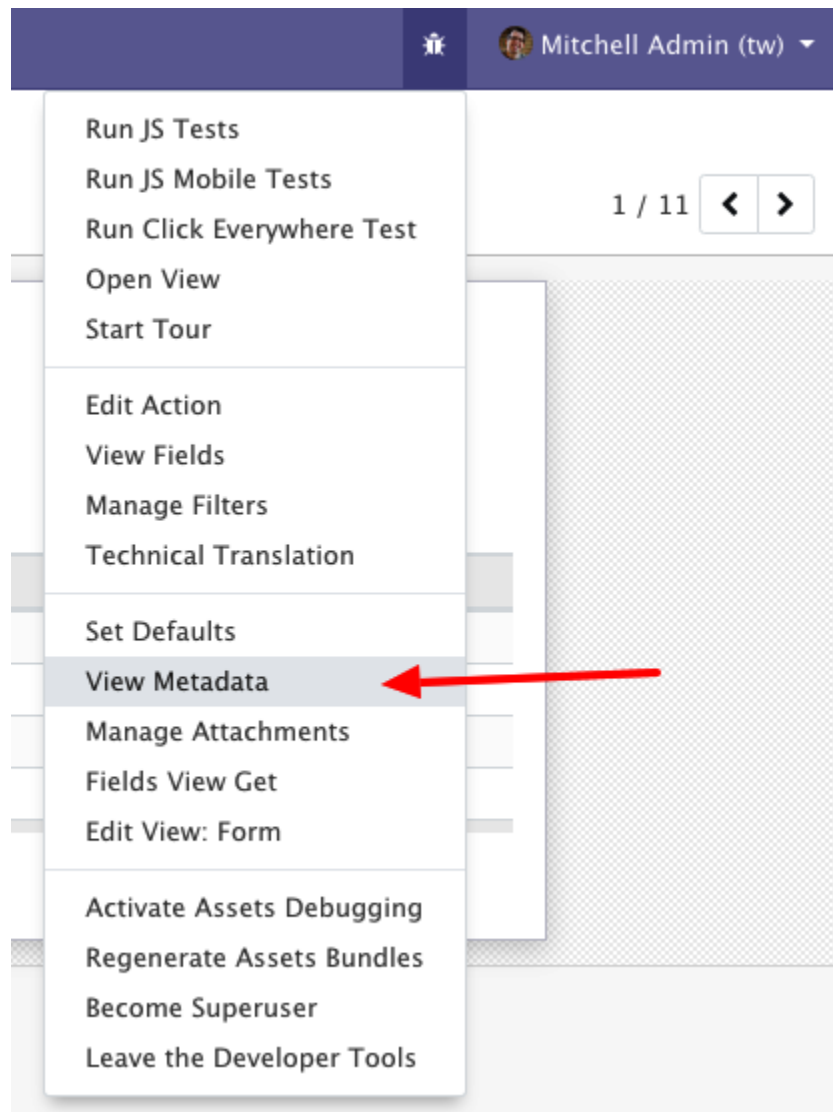 Mitchell Admin (tw)
Run JS Tests
Run JS Mobile Tests
1 / 11
Run Click Everywhere Test
Open View
Start Tour
Edit Action
View Fields
Manage Filters
Technical Translation
Set Defaults
View Metadata
Manage Attachments
Fields View Get
Edit View: Form
Activate Assets Debugging
Regenerate Assets Bundles
Become Superuser
Leave the Developer Tools